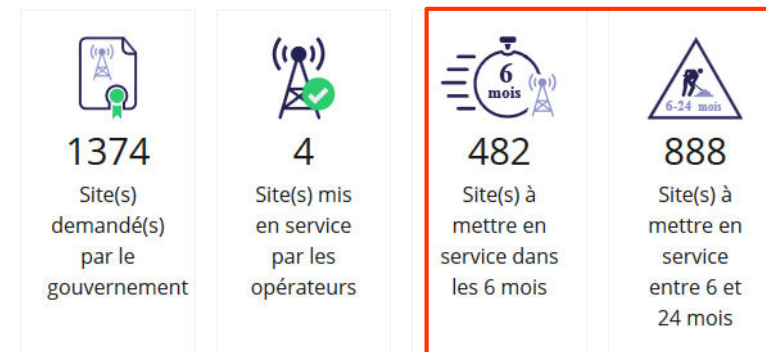 6
mois
6-24 mois
1374
Site(s)
demandé(s)
par le
gouvernement
4
Site(s) mis
en service
par les
opérateurs
482
Site(s) à
mettre en
service dans
les 6 mois
888
Site(s) à
mettre en
service
entre 6 et
24 mois